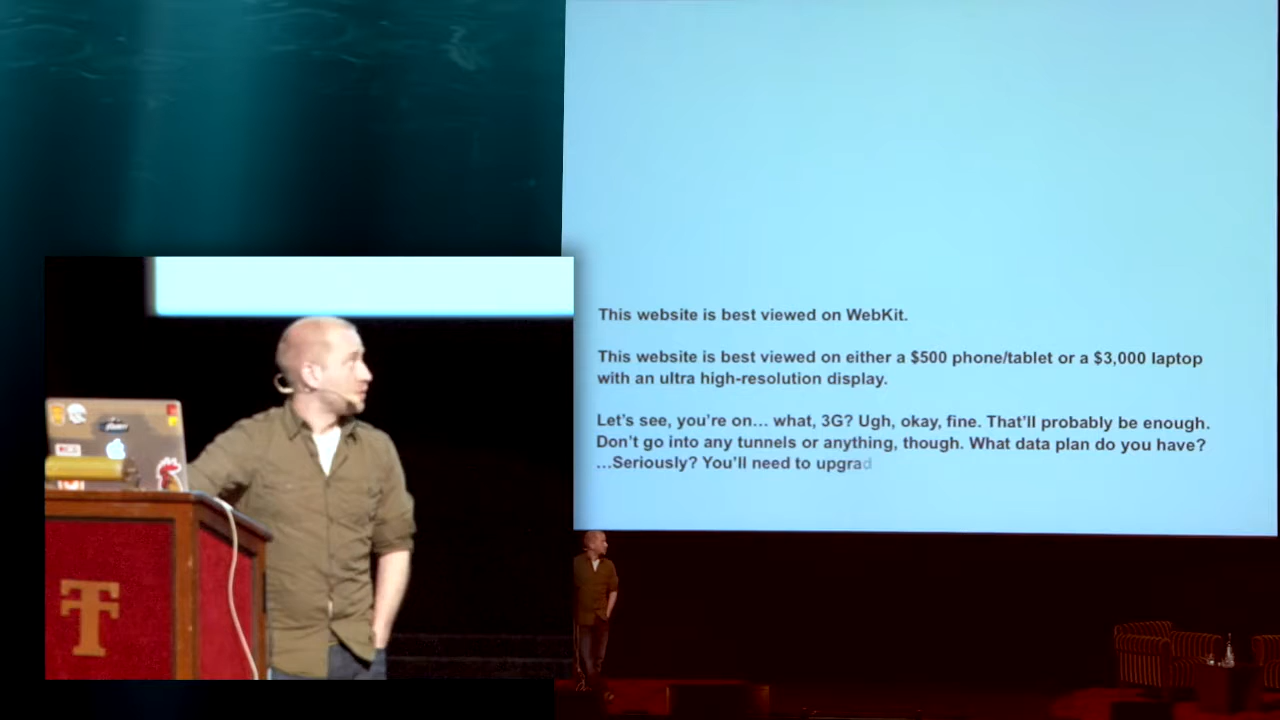 This website is best viewed on WebKit.
This website is best viewed on either a $500 phone/tablet or a $3,000 laptop
with an ultra high-resolution display.
Let's see, you're on… what, 3G? Ugh, okay, fine. That'll probably be enough.
Don't go into any tunnels or anything, though. What data plan do you have?
…Seriously? You'll need to upgrad
T